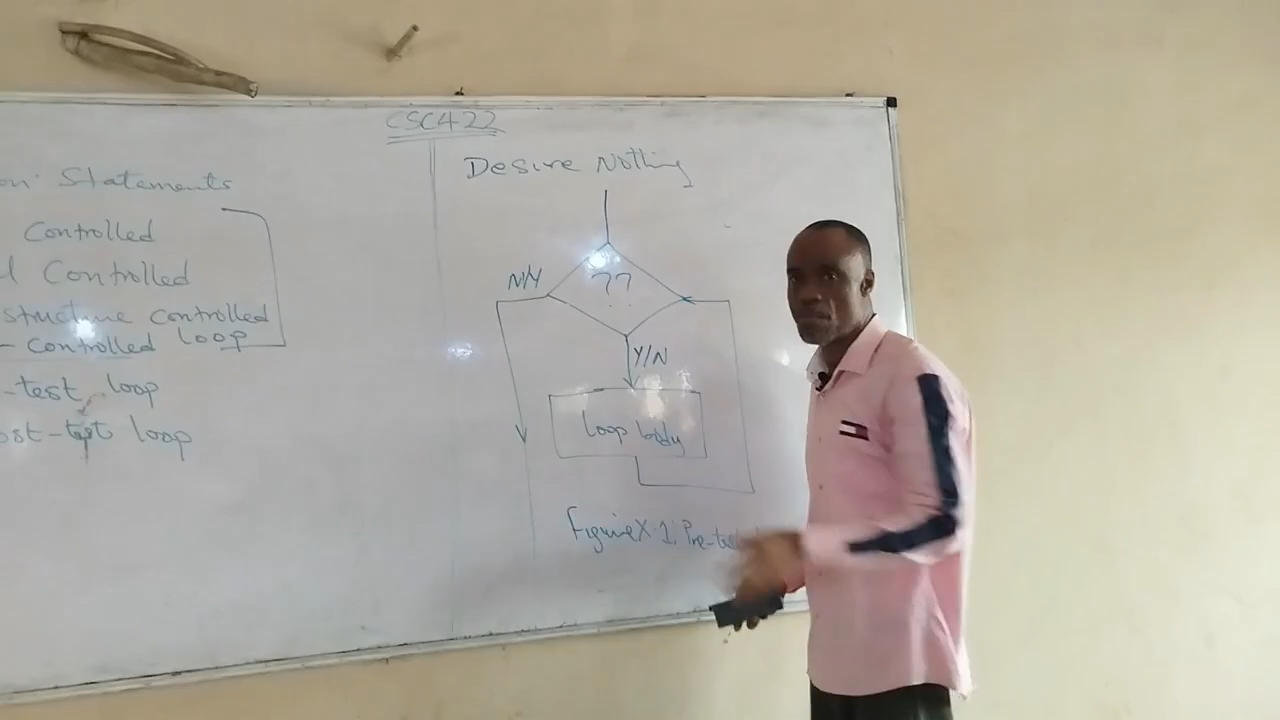 CSC422
Statements
Controlled
Controlled
structure controlled
- Controlled loop
-test loop
ost-test loop
Desire Nothing
??
N/Y
Y/N
Loop body
Figure X.1: Pre-test